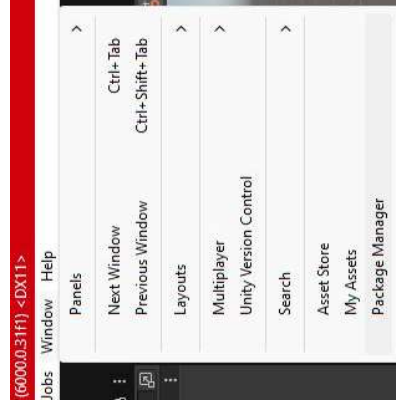 (6000.0.31f1) <DX11>
Jobs Window Help
Panels >
Next Window Ctrl+Tab
Previous Window Ctrl+Shift+Tab
Layouts >
Multiplayer >
Unity Version Control
Search >
Asset Store
My Assets
Package Manager